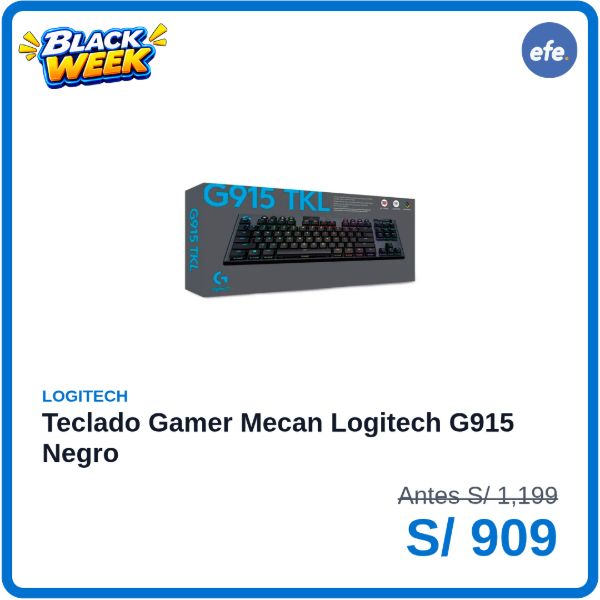 BLACK
WEEK
efe.
G915 TKL
G915 TKL
LOGITECH
Teclado Gamer Mecan Logitech G915
Negro
Antes S/ 1,199
S/ 909